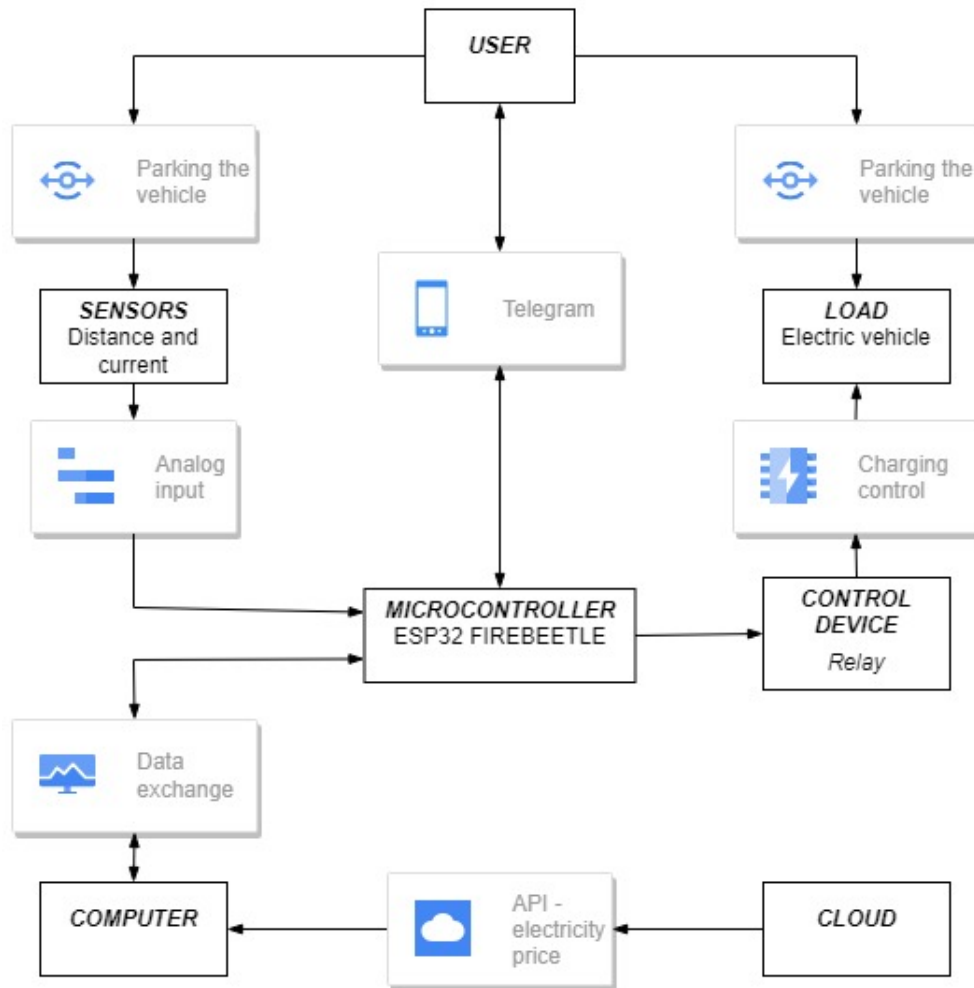 USER
Parking the
vehicle
Parking the
vehicle
SENSORS
Distance and
current
Telegram
LOAD
Electric vehicle
Analog
input
Charging
control
MICROCONTROLLER
ESP32 FIREBEETLE
CONTROL
DEVICE
Relay
Data
exchange
COMPUTER
API -
electricity
price
CLOUD